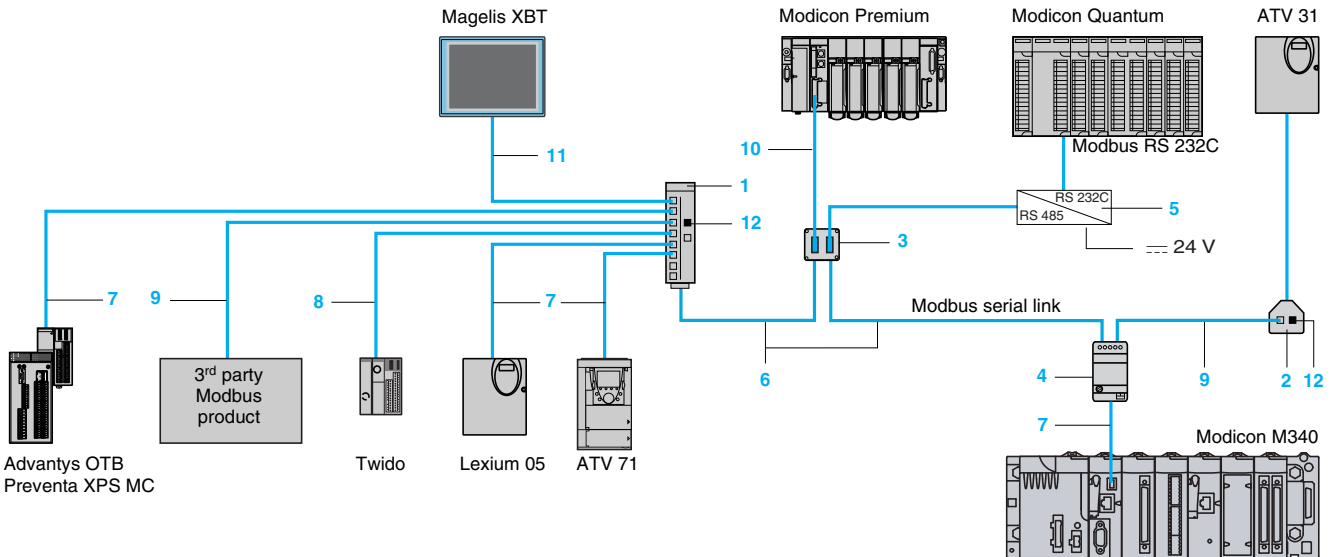 Magelis XBT
Modicon Premium
Modicon Quantum
ATV 31
Modbus RS 232C
11
10
1
RS 232C
RS 485
5
12
3
24 V
7
9
8
7
Modbus serial link
6
4
9
2
12
3rd party
Modbus
product
7
Modicon M340
Advantys OTB
Preventa XPS MC
Twido
Lexium 05
ATV 71